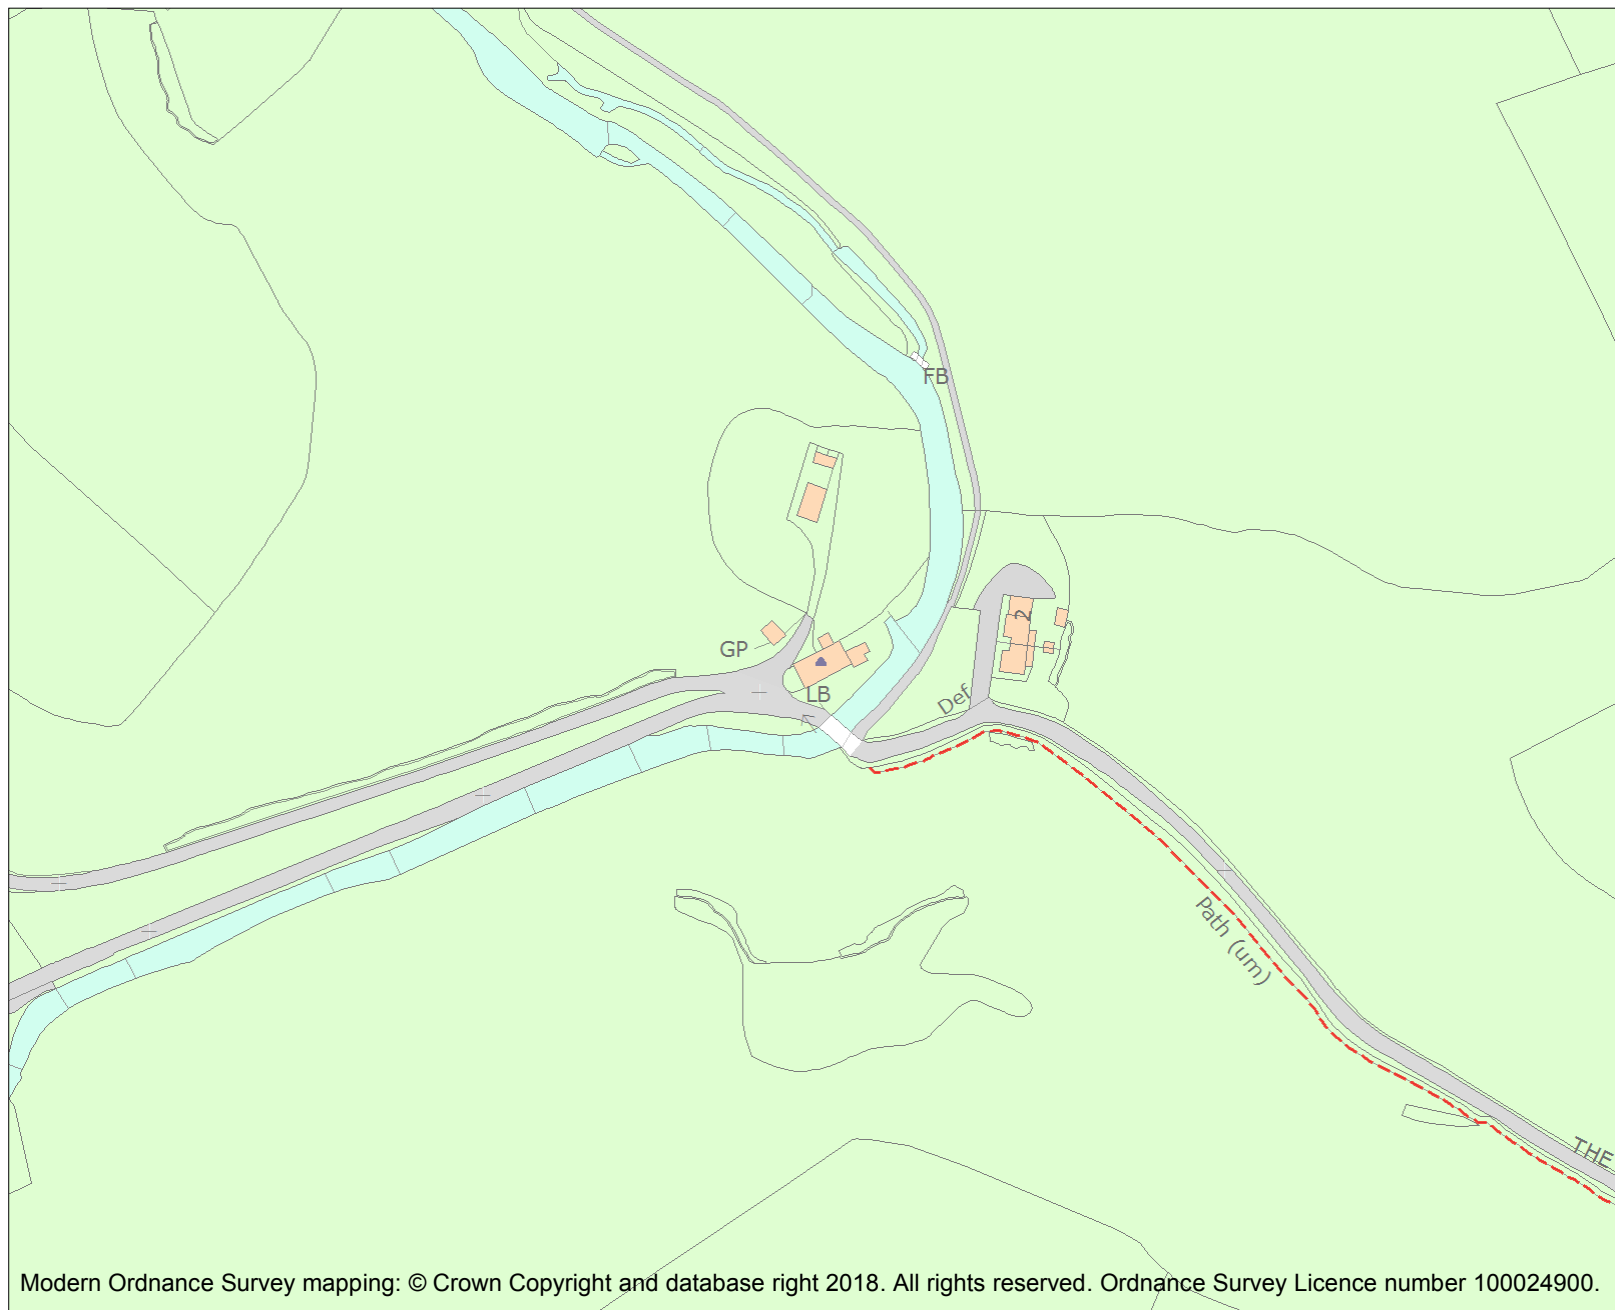 FB
2
GP
LB
Def
Path (um)
THE
Modern Ordnance Survey mapping: © Crown Copyright and database right 2018. All rights reserved. Ordnance Survey Licence number 100024900.